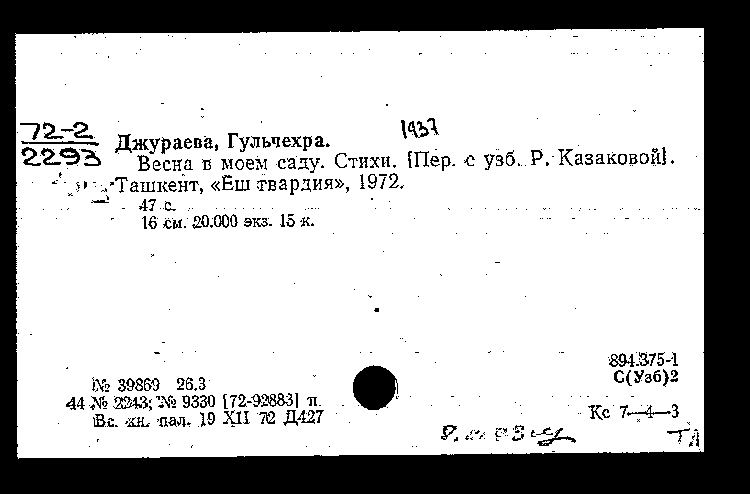 72-2
2293
1937
Джураева, Гульчехра.
Весна в моем саду. Стихи. [Пер. с узб. Р. Казаковой].
Ташкент, «Еш гвардия», 1972.
47 с.
16 см. 20.000 экз. 15 к.
894.375-1
С(Узб)2
№ 39869 26.3
44 № 2243; № 9330 [72-92883] п.
Вс. кн. пал. 19 XII 72 Д427
Кс 7—4—3
ТЛ